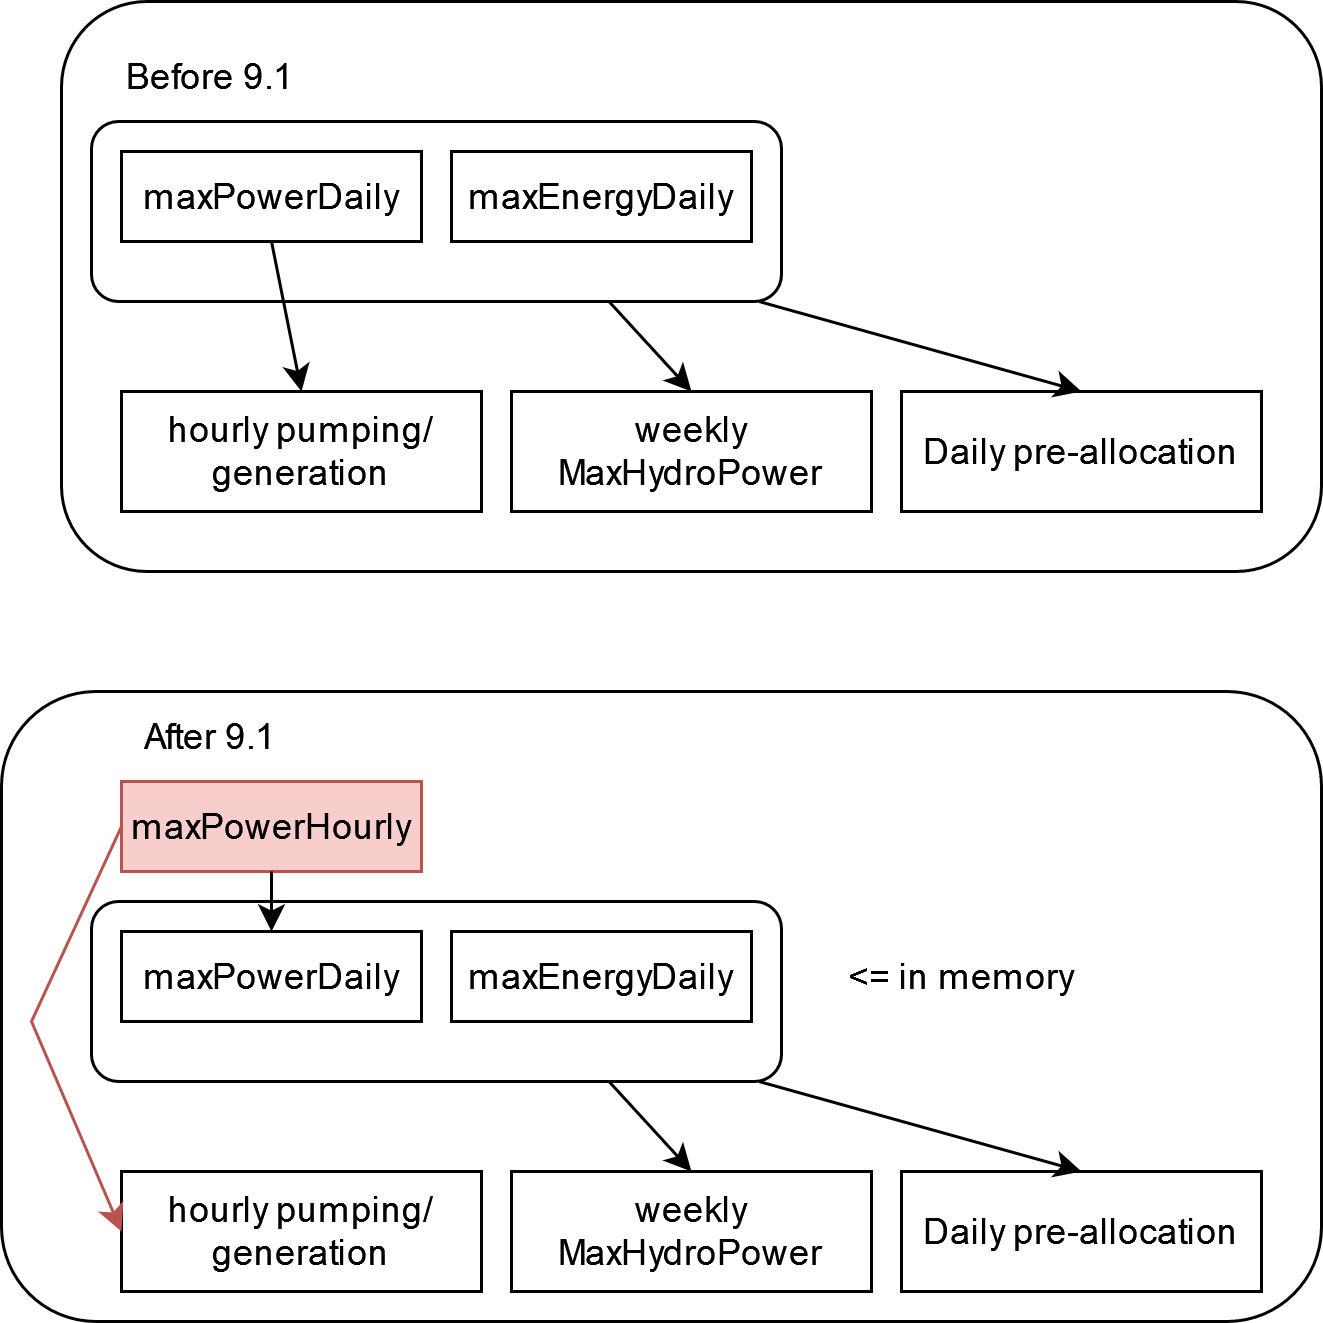 Before 9.1
maxPowerDaily
maxEnergyDaily
hourly pumping/
generation
weekly
MaxHydroPower
Daily pre-allocation
After 9.1
maxPowerHourly
maxPowerDaily
maxEnergyDaily
<= in memory
hourly pumping/
generation
weekly
MaxHydroPower
Daily pre-allocation